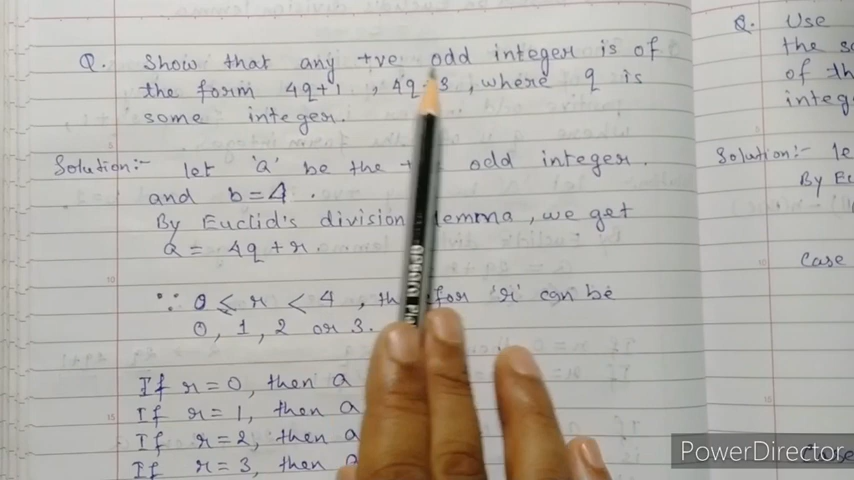 Q. Show that any +ve odd integer is of
the form 4q+1 , 4q 3 , where q is
some integer.
Solution:- let 'a' be the odd integer.
and b=4 .
By Euclid's division lemma , we get
a = 4q + r .
∵ 0 ≤ r < 4 , for 'r' can be
0, 1, 2 or 3.
If r = 0, then a
If r = 1, then a
If r = 2, then a
If r = 3, then a
Q. Use
the
of
integ
Solution:- le
By Eu
Case
Case
PowerDirector